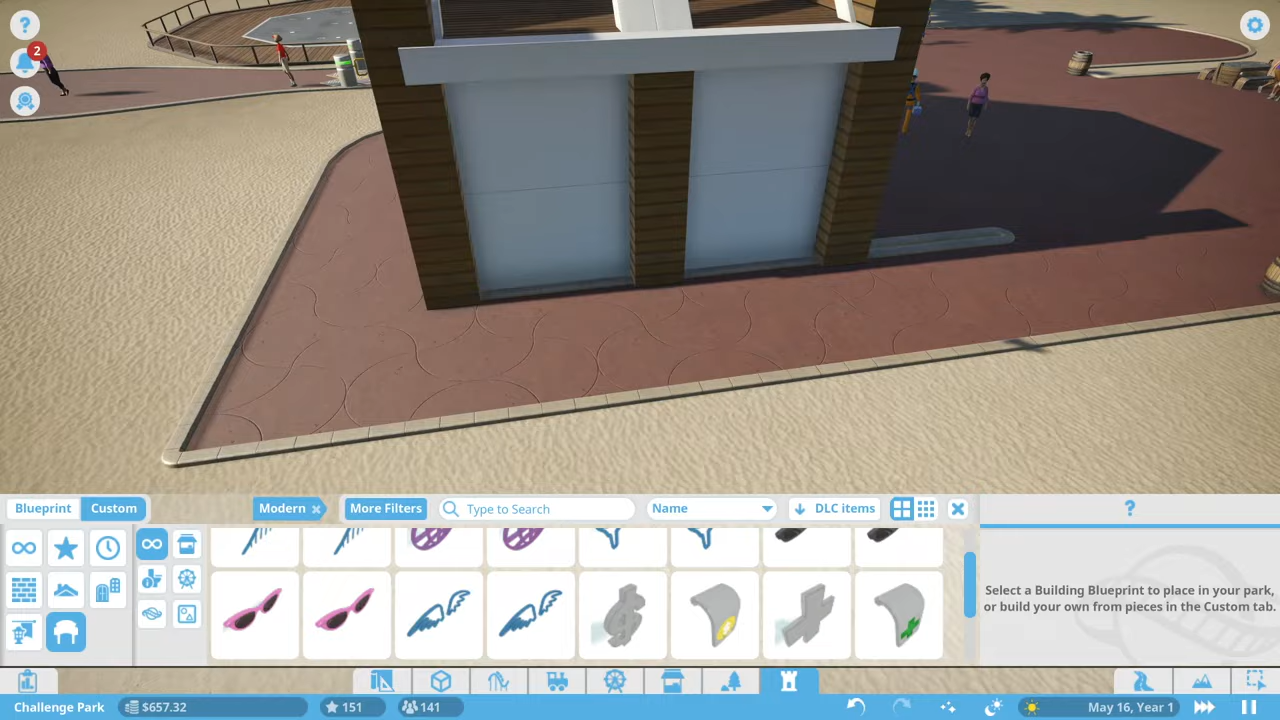 2
Blueprint
Custom
Modern
More Filters
Type to Search
Name
DLC items
?
Select a Building Blueprint to place in your park,
or build your own from pieces in the Custom tab.
Challenge Park
$657.32
151
141
May 16, Year 1